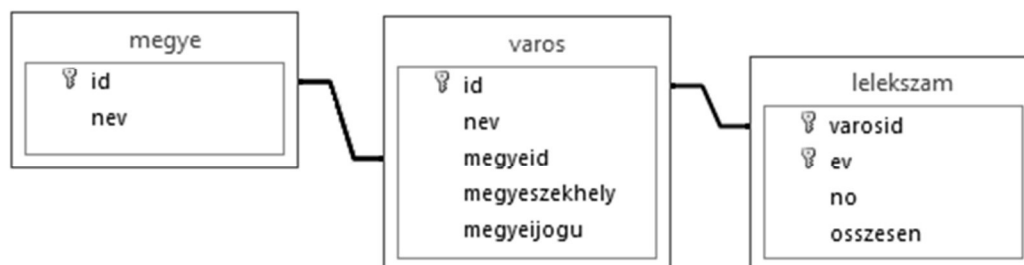 megye
id
nev
varos
id
nev
megyeid
megyeszekhely
megyeijogu
lelekszam
varosid
ev
no
osszesen